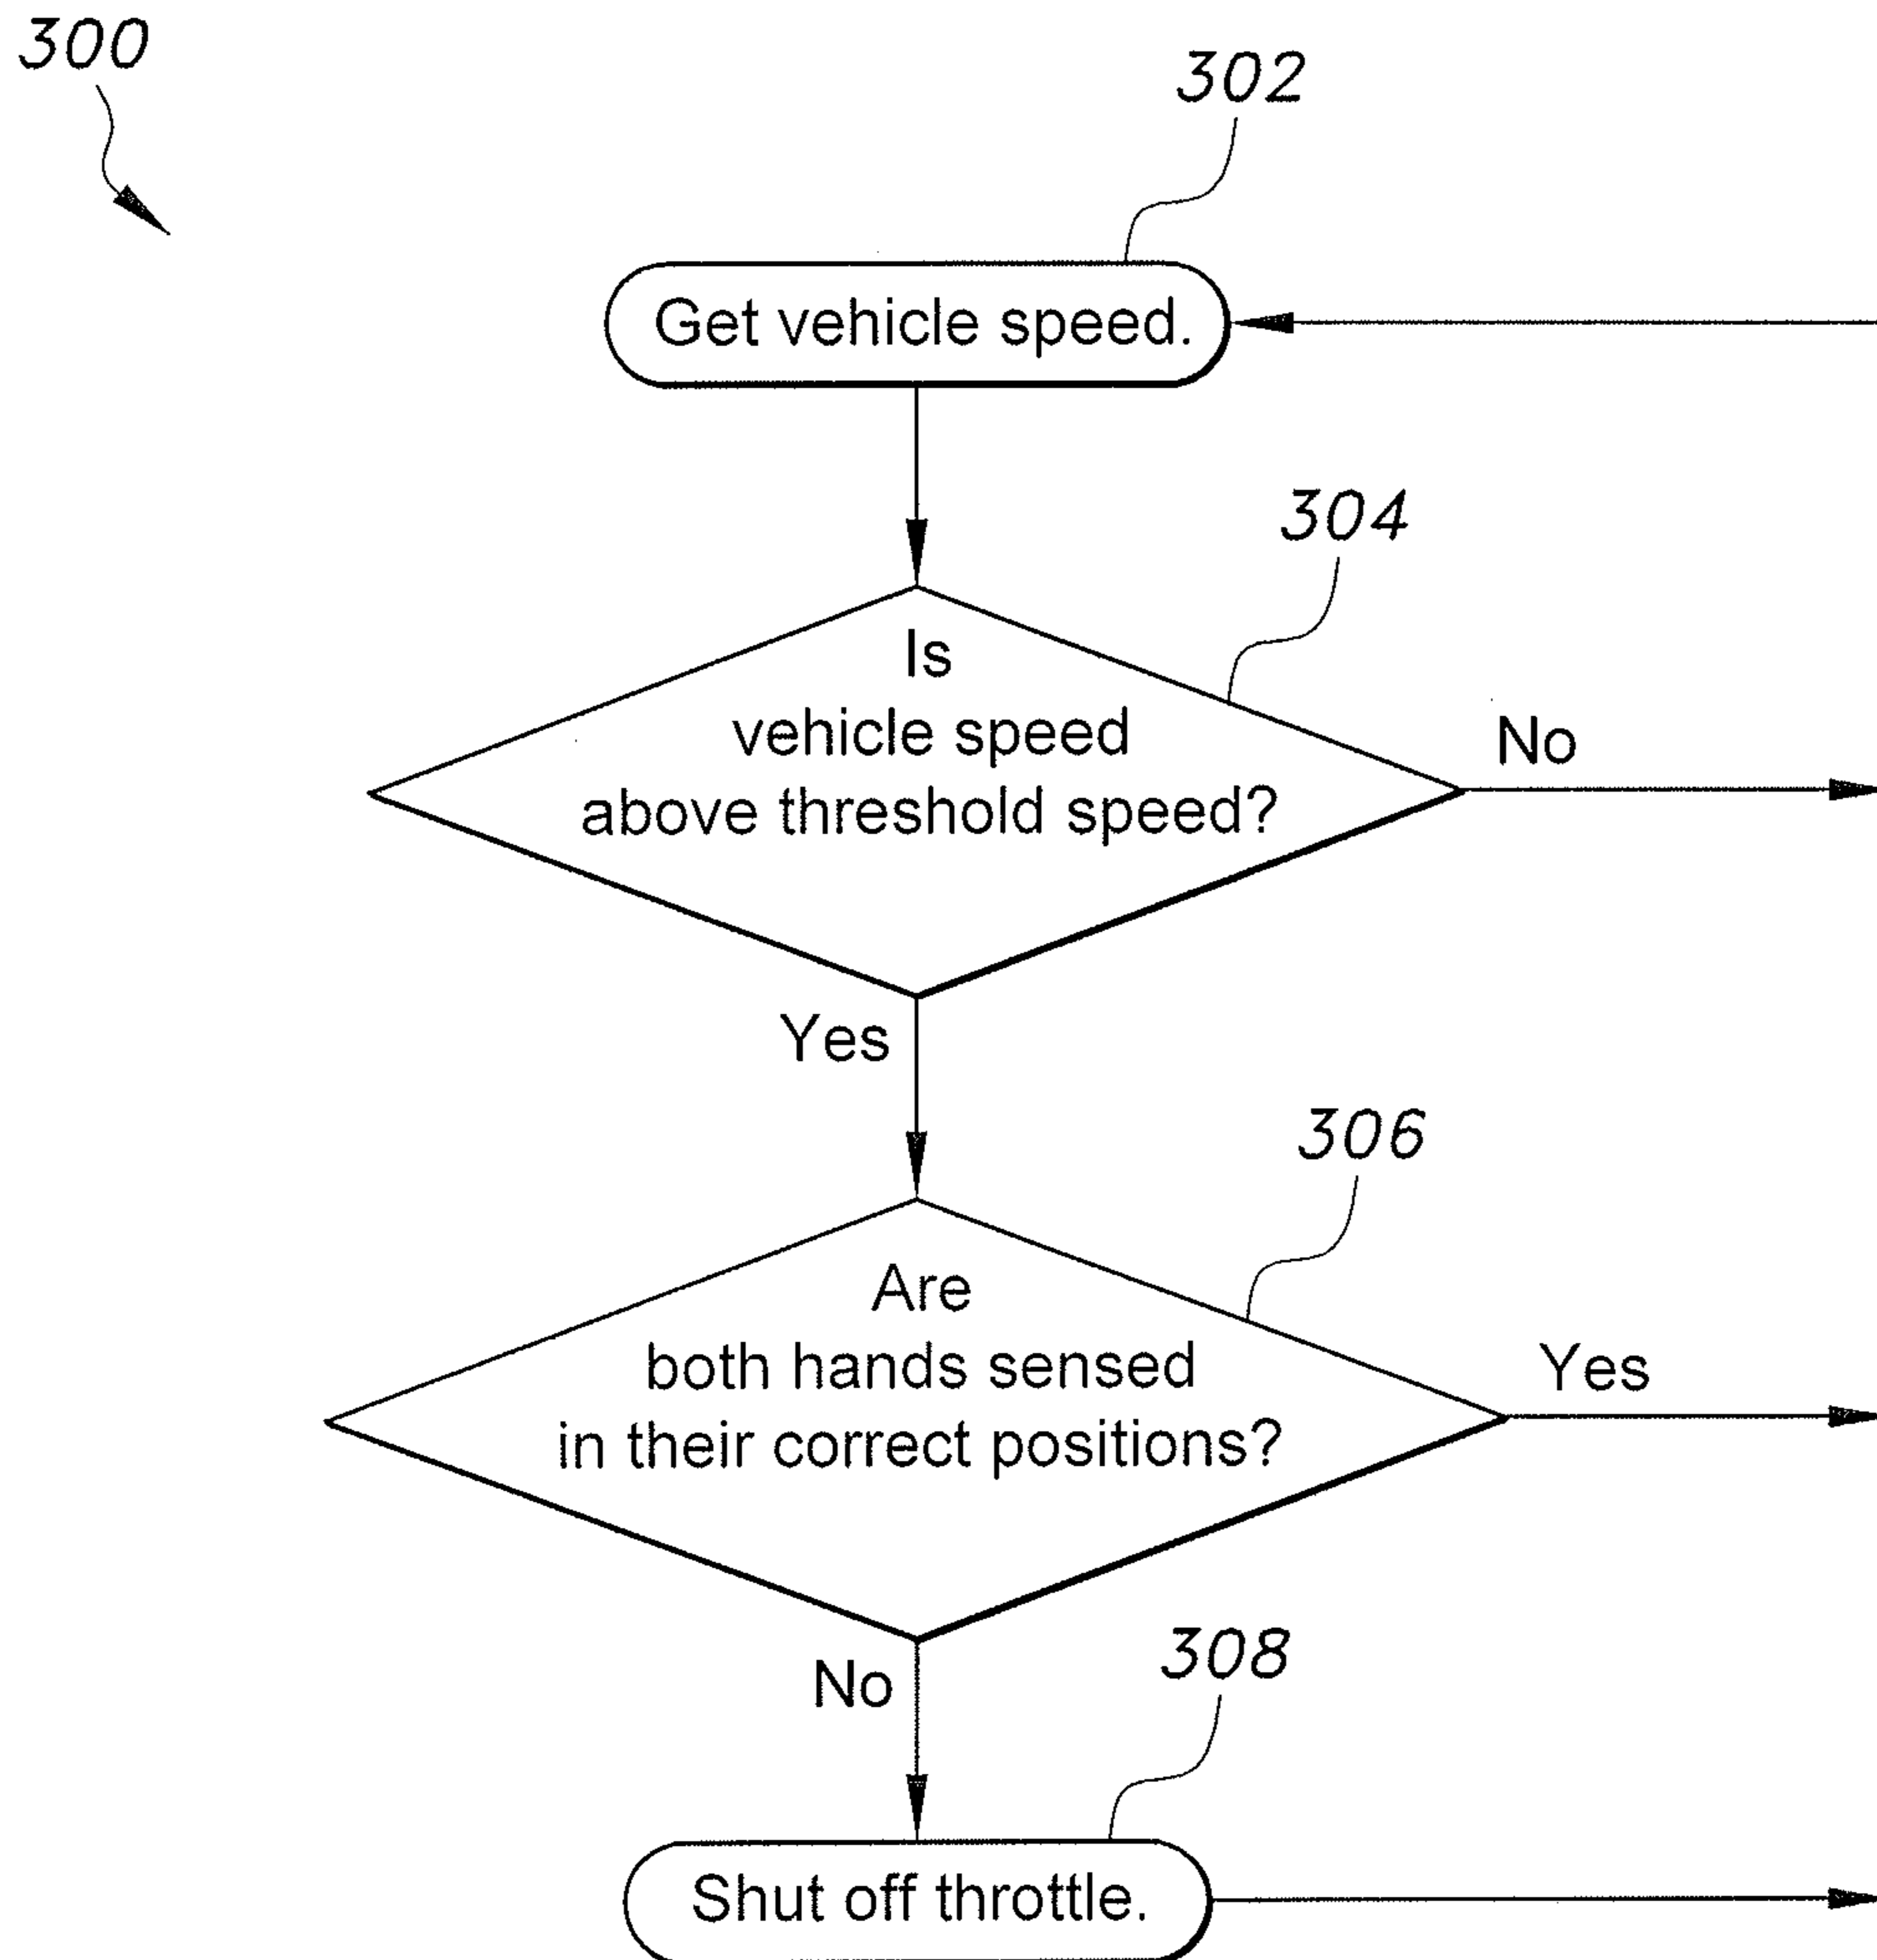 300
302
Get vehicle speed.
304
Is
vehicle speed
above threshold speed?
No
Yes
306
Are
both hands sensed
in their correct positions?
Yes
No
308
Shut off throttle.